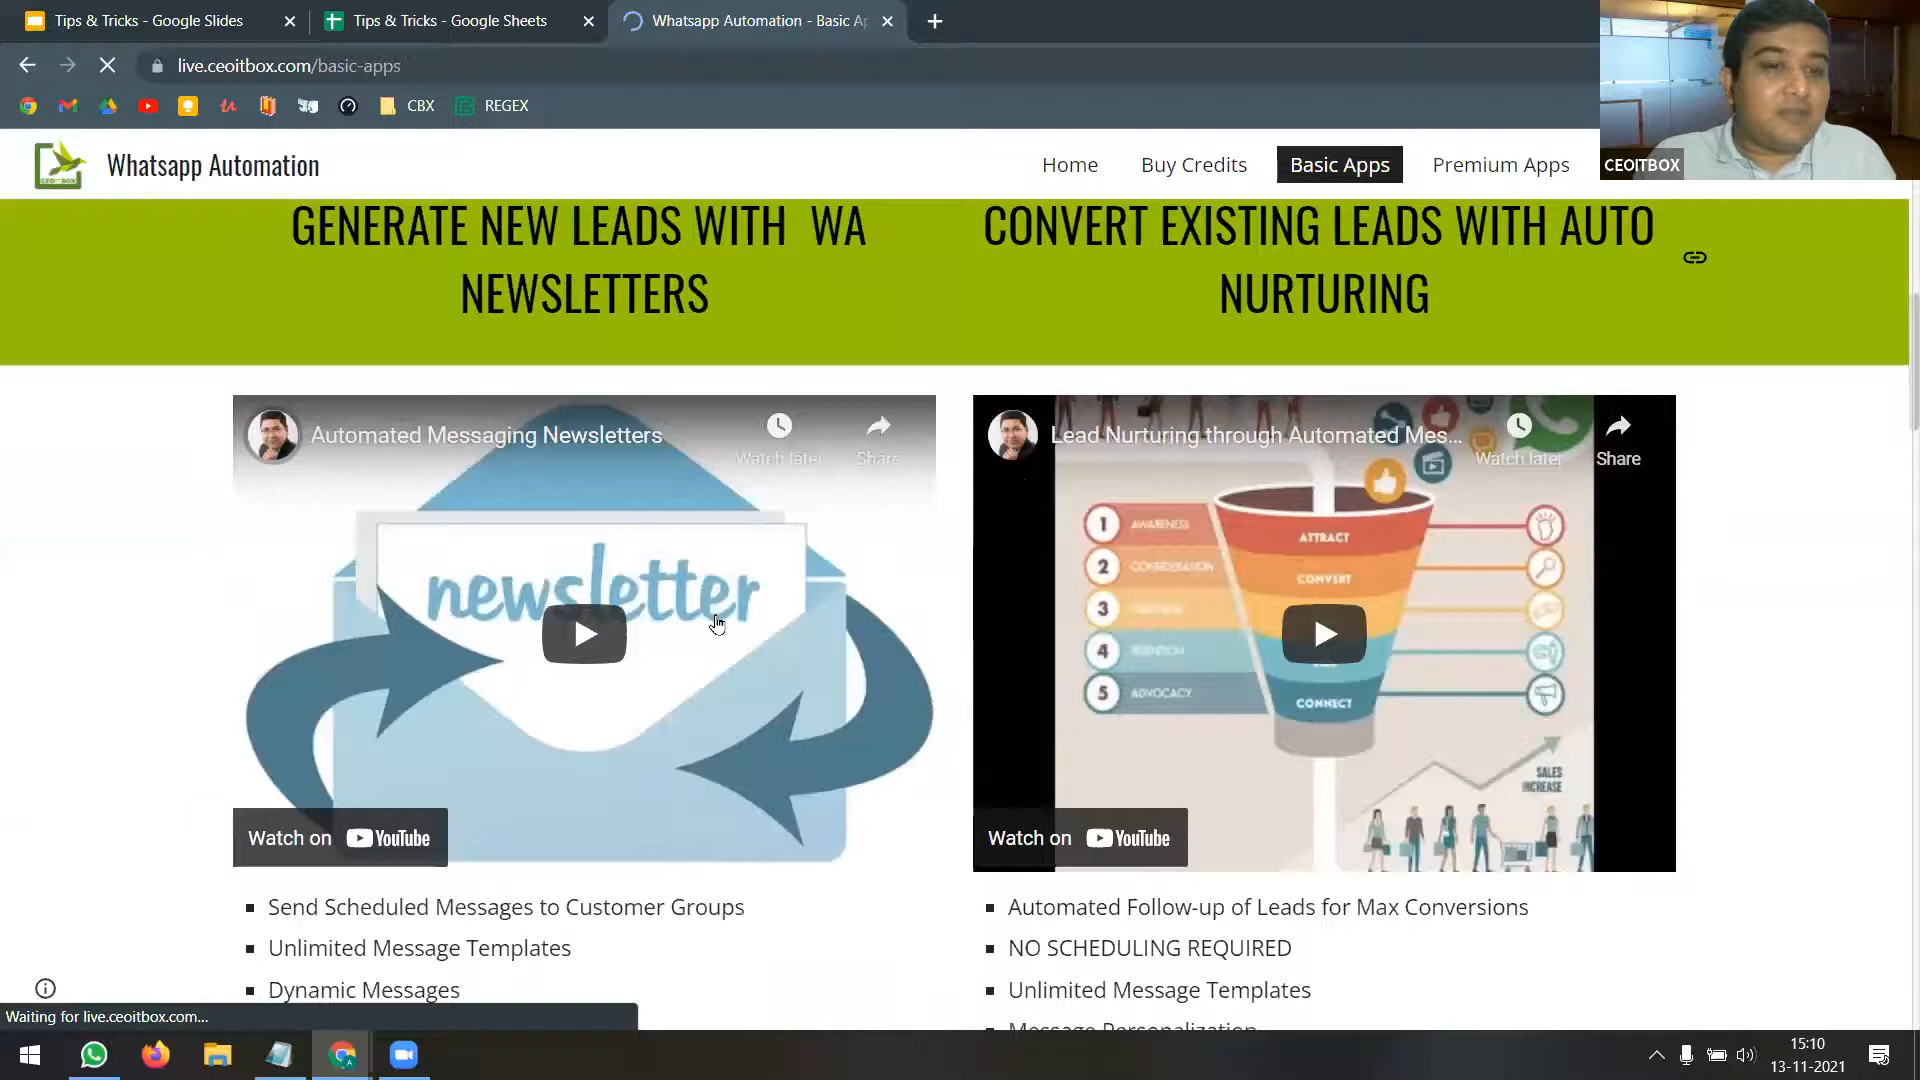 Tips & Tricks - Google Slides
Tips & Tricks - Google Sheets
Whatsapp Automation - Basic Ap
live.ceoitbox.com/basic-apps
CBX
REGEX
Whatsapp Automation
Home
Buy Credits
Basic Apps
Premium Apps
CEOITBOX
GENERATE NEW LEADS WITH WA
NEWSLETTERS
CONVERT EXISTING LEADS WITH AUTO
NURTURING
Automated Messaging Newsletters
Watch later
Share
newsletter
Watch on YouTube
Lead Nurturing through Automated Mes...
Watch later
Share
1 AWARENESS
2 CONSIDERATION
3
4 RETENTION
5 ADVOCACY
ATTRACT
CONVERT
CONNECT
SALES
INCREASE
Watch on YouTube
Send Scheduled Messages to Customer Groups
Unlimited Message Templates
Dynamic Messages
Automated Follow-up of Leads for Max Conversions
NO SCHEDULING REQUIRED
Unlimited Message Templates
Message Personalization
Waiting for live.ceoitbox.com...
15:10
13-11-2021